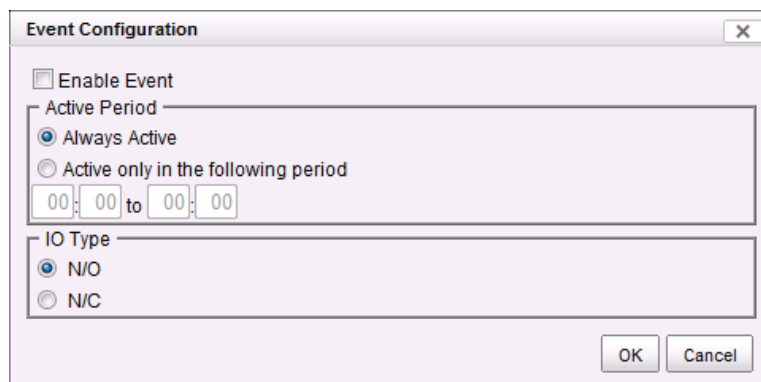 Event Configuration
Enable Event
Active Period
Always Active
Active only in the following period
00 : 00 to 00 : 00
IO Type
N/O
N/C
OK Cancel